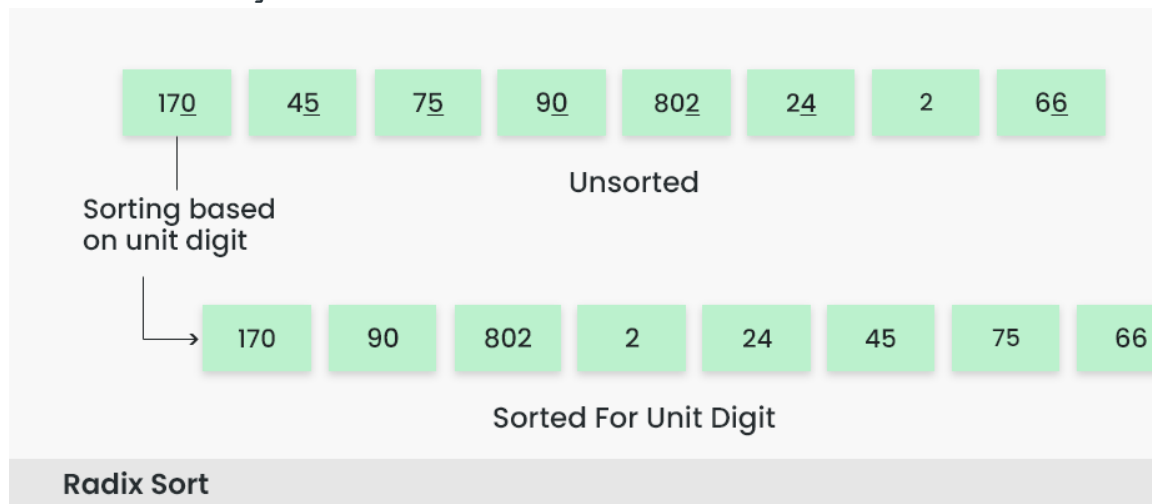 170 45 75 90 802 24 2 66
Unsorted
Sorting based
on unit digit
170 90 802 2 24 45 75 66
Sorted For Unit Digit
Radix Sort